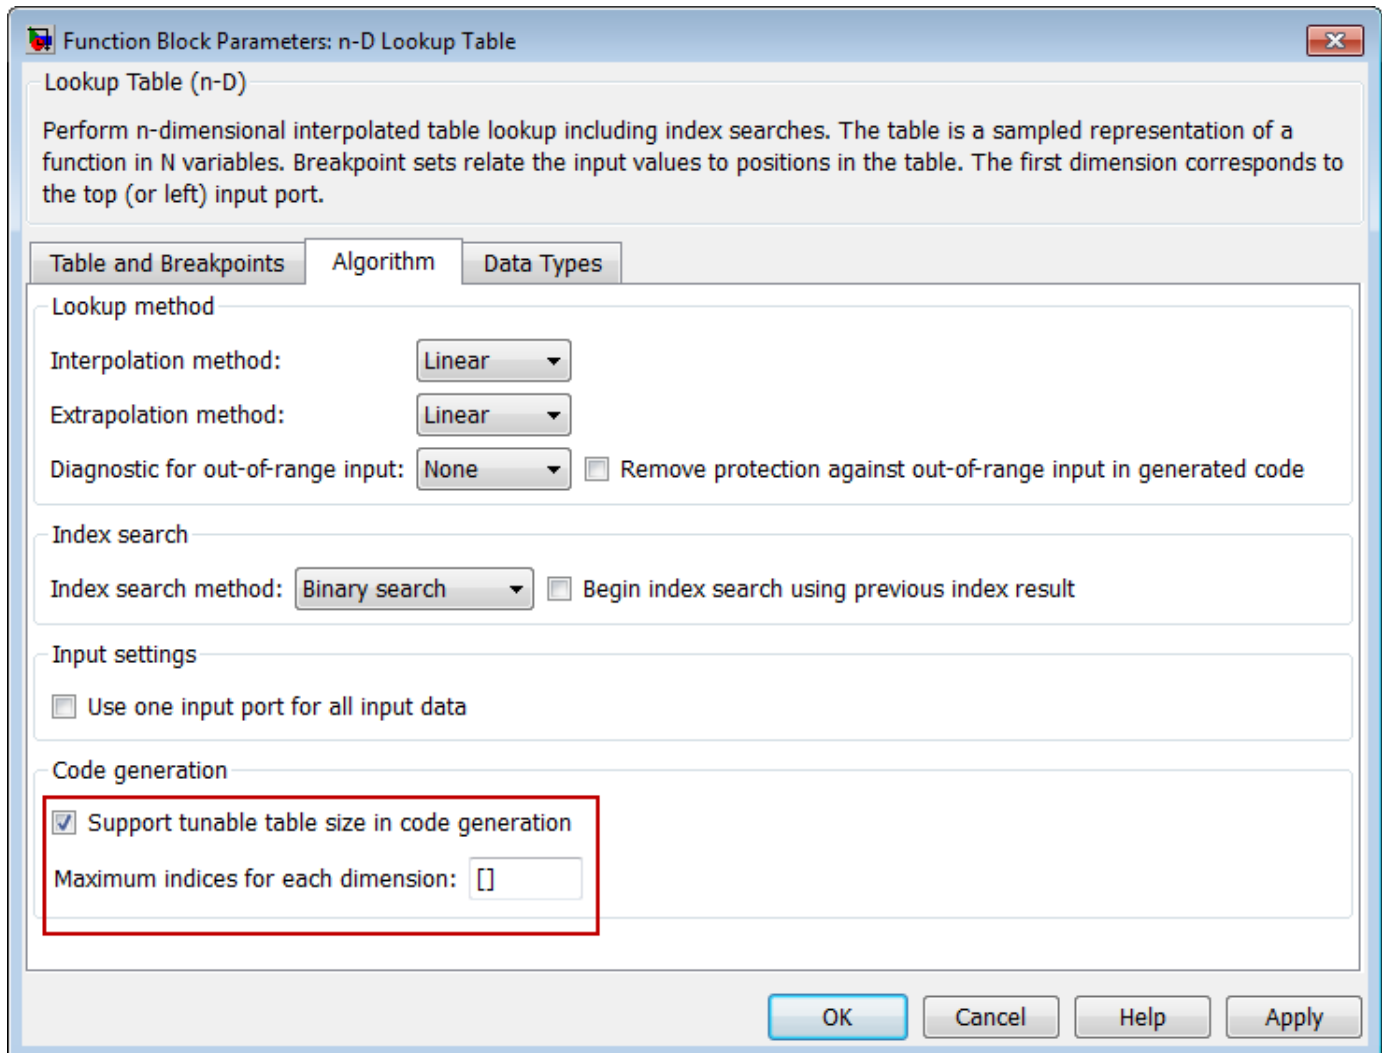 Function Block Parameters: n-D Lookup Table
Lookup Table (n-D)
Perform n-dimensional interpolated table lookup including index searches. The table is a sampled representation of a
function in N variables. Breakpoint sets relate the input values to positions in the table. The first dimension corresponds to
the top (or left) input port.
Table and Breakpoints Algorithm Data Types
Lookup method
Interpolation method: Linear
Extrapolation method: Linear
Diagnostic for out-of-range input: None Remove protection against out-of-range input in generated code
Index search
Index search method: Binary search Begin index search using previous index result
Input settings
Use one input port for all input data
Code generation
Support tunable table size in code generation
Maximum indices for each dimension: []
OK Cancel Help Apply